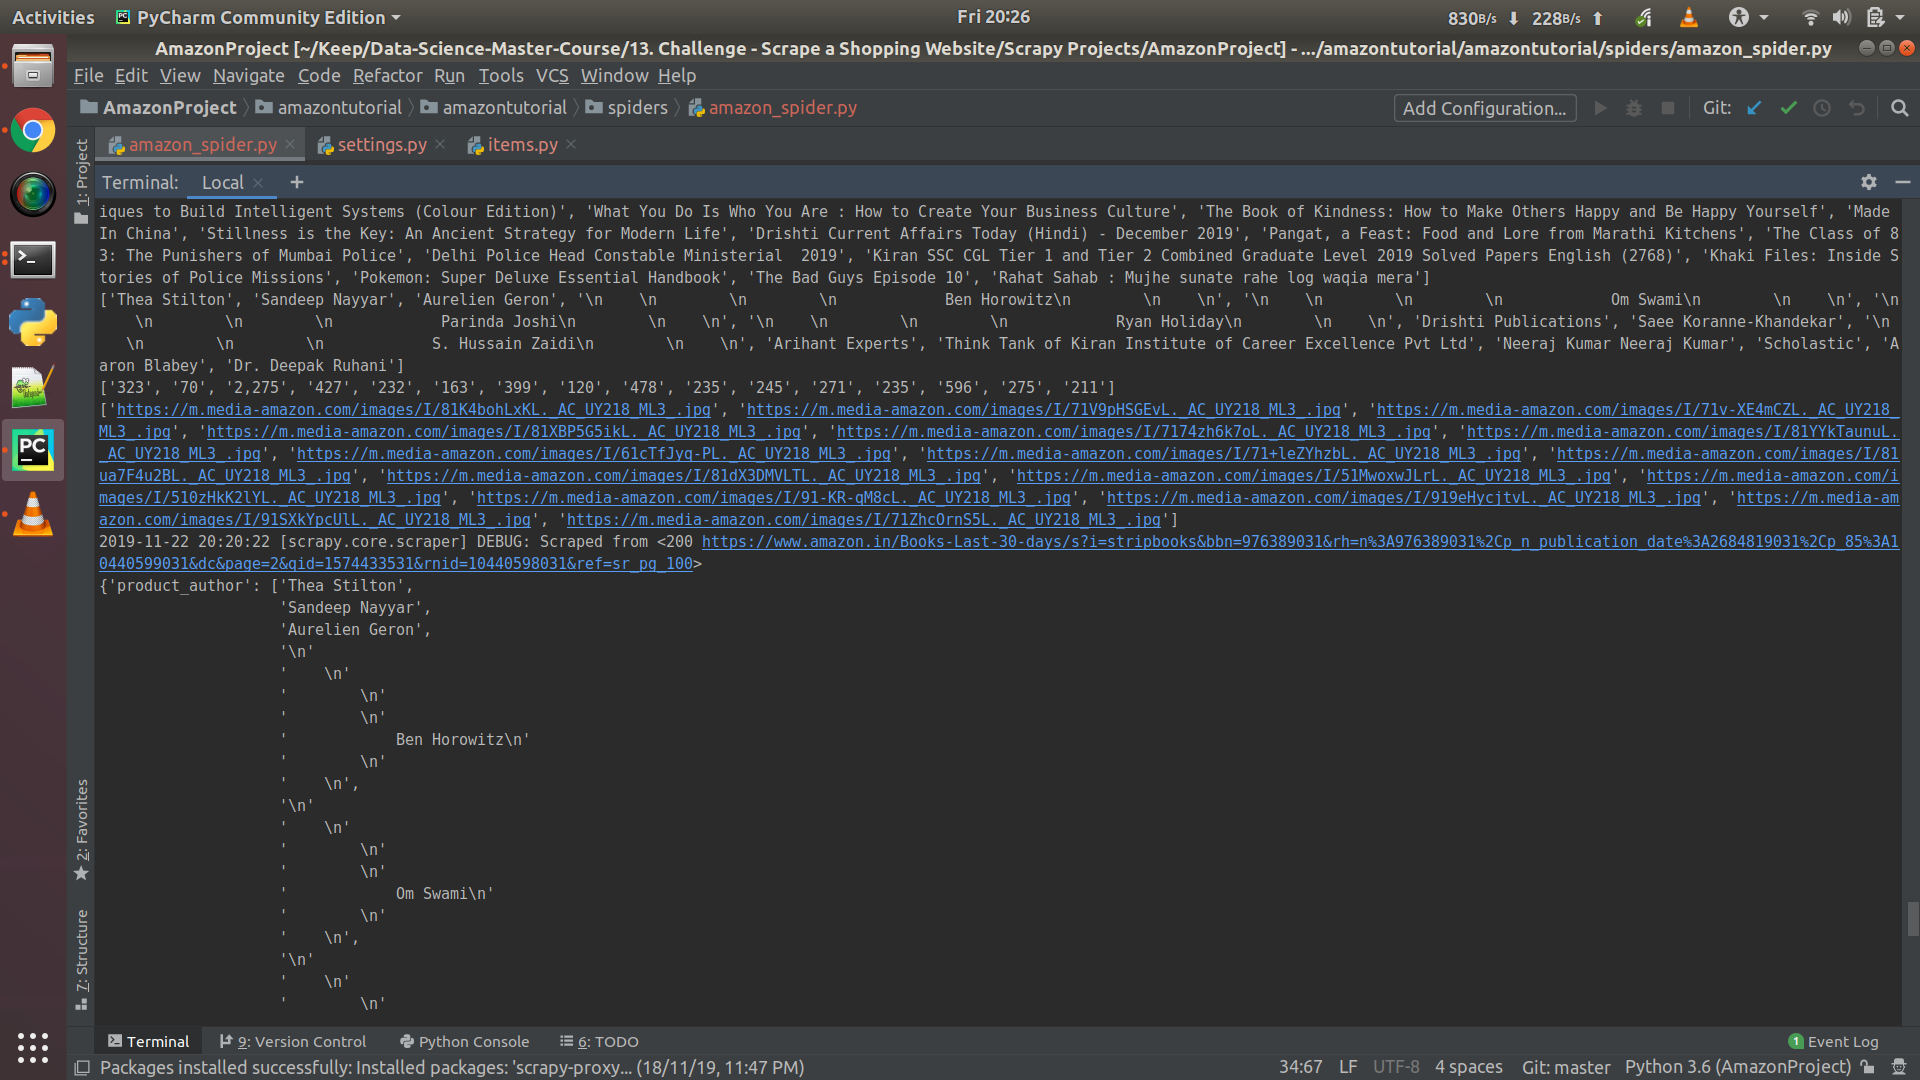 Activities PyCharm Community Edition Fri 20:26 830B/s 228B/s
AmazonProject [~/Keep/Data-Science-Master-Course/13. Challenge - Scrape a Shopping Website/Scrapy Projects/AmazonProject] - .../amazontutorial/amazontutorial/spiders/amazon_spider.py
File Edit View Navigate Code Refactor Run Tools VCS Window Help
AmazonProject amazontutorial amazontutorial spiders amazon_spider.py Add Configuration... Git:
amazon_spider.py settings.py items.py
1: Project
Terminal: Local +
iques to Build Intelligent Systems (Colour Edition)', 'What You Do Is Who You Are : How to Create Your Business Culture', 'The Book of Kindness: How to Make Others Happy and Be Happy Yourself', 'Made
In China', 'Stillness is the Key: An Ancient Strategy for Modern Life', 'Drishti Current Affairs Today (Hindi) - December 2019', 'Pangat, a Feast: Food and Lore from Marathi Kitchens', 'The Class of 8
3: The Punishers of Mumbai Police', 'Delhi Police Head Constable Ministerial  2019', 'Kiran SSC CGL Tier 1 and Tier 2 Combined Graduate Level 2019 Solved Papers English (2768)', 'Khaki Files: Inside S
tories of Police Missions', 'Pokemon: Super Deluxe Essential Handbook', 'The Bad Guys Episode 10', 'Rahat Sahab : Mujhe sunate rahe log waqia mera']
['Thea Stilton', 'Sandeep Nayyar', 'Aurelien Geron', '\n    \n        \n        \n            Ben Horowitz\n        \n    \n', '\n    \n        \n        \n            Om Swami\n        \n    \n', '\n
    \n        \n        \n            Parinda Joshi\n        \n    \n', '\n    \n        \n        \n            Ryan Holiday\n        \n    \n', 'Drishti Publications', 'Saee Koranne-Khandekar', '\n
   \n        \n        \n            S. Hussain Zaidi\n        \n    \n', 'Arihant Experts', 'Think Tank of Kiran Institute of Career Excellence Pvt Ltd', 'Neeraj Kumar Neeraj Kumar', 'Scholastic', 'A
aron Blabey', 'Dr. Deepak Ruhani']
['323', '70', '2,275', '427', '232', '163', '399', '120', '478', '235', '245', '271', '235', '596', '275', '211']
['https://m.media-amazon.com/images/I/81K4bohLxKL._AC_UY218_ML3_.jpg', 'https://m.media-amazon.com/images/I/71V9pHSGEvL._AC_UY218_ML3_.jpg', 'https://m.media-amazon.com/images/I/71v-XE4mCZL._AC_UY218_
ML3_.jpg', 'https://m.media-amazon.com/images/I/81XBP5G5ikL._AC_UY218_ML3_.jpg', 'https://m.media-amazon.com/images/I/7174zh6k7oL._AC_UY218_ML3_.jpg', 'https://m.media-amazon.com/images/I/81YYkTaunuL.
_AC_UY218_ML3_.jpg', 'https://m.media-amazon.com/images/I/61cTfJyq-PL._AC_UY218_ML3_.jpg', 'https://m.media-amazon.com/images/I/71+leZYhzbL._AC_UY218_ML3_.jpg', 'https://m.media-amazon.com/images/I/81
ua7F4u2BL._AC_UY218_ML3_.jpg', 'https://m.media-amazon.com/images/I/81dX3DMVLTL._AC_UY218_ML3_.jpg', 'https://m.media-amazon.com/images/I/51MwoxwJLrL._AC_UY218_ML3_.jpg', 'https://m.media-amazon.com/i
mages/I/510zHkK2lYL._AC_UY218_ML3_.jpg', 'https://m.media-amazon.com/images/I/91-KR-qM8cL._AC_UY218_ML3_.jpg', 'https://m.media-amazon.com/images/I/919eHycjtvL._AC_UY218_ML3_.jpg', 'https://m.media-am
azon.com/images/I/91SXkYpcUlL._AC_UY218_ML3_.jpg', 'https://m.media-amazon.com/images/I/71ZhcOrnS5L._AC_UY218_ML3_.jpg']
2019-11-22 20:20:22 [scrapy.core.scraper] DEBUG: Scraped from <200 https://www.amazon.in/Books-Last-30-days/s?i=stripbooks&bbn=976389031&rh=n%3A976389031%2Cp_n_publication_date%3A2684819031%2Cp_85%3A1
0440599031&dc&page=2&qid=1574433531&rnid=10440598031&ref=sr_pg_100>
{'product_author': ['Thea Stilton',
'Sandeep Nayyar',
'Aurelien Geron',
'\n'
'    \n'
'        \n'
'        \n'
'            Ben Horowitz\n'
'        \n'
'    \n',
'\n'
'    \n'
'        \n'
'        \n'
'            Om Swami\n'
'        \n'
'    \n',
'\n'
'    \n'
'        \n'
2: Favorites
7: Structure
Terminal 9: Version Control Python Console 6: TODO 1 Event Log
Packages installed successfully: Installed packages: 'scrapy-proxy... (18/11/19, 11:47 PM) 34:67 LF UTF-8 4 spaces Git: master Python 3.6 (AmazonProject)